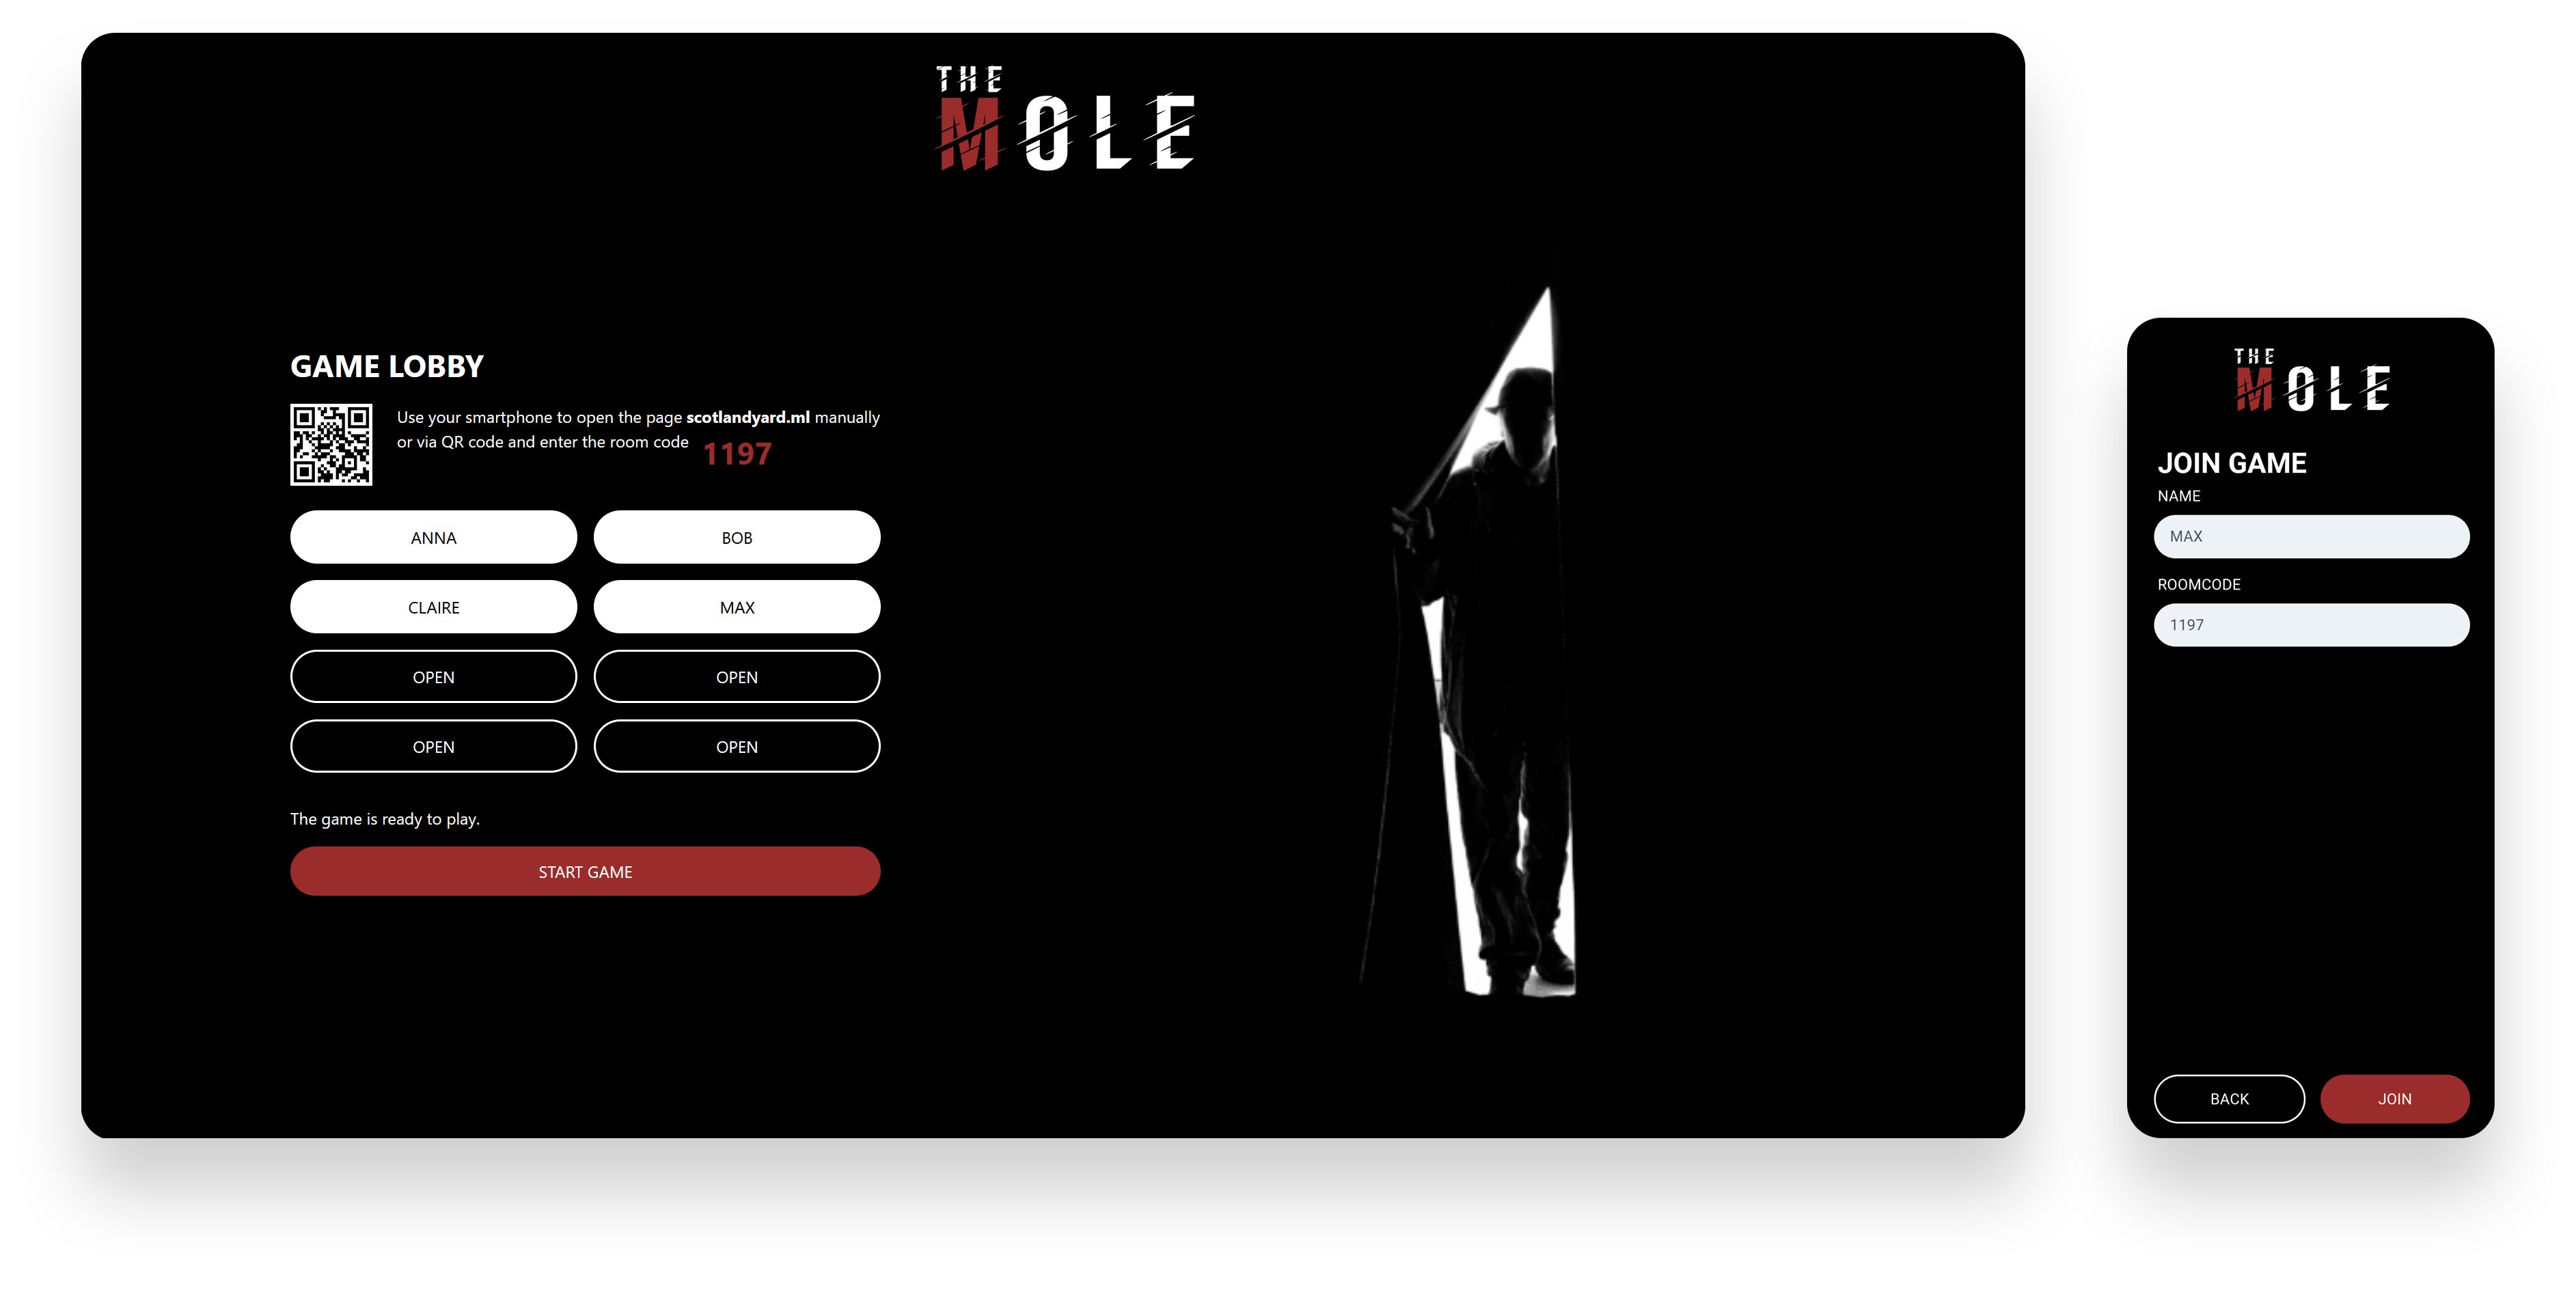 THE
MOLE
GAME LOBBY
Use your smartphone to open the page scotlandyard.ml manually
or via QR code and enter the room code 1197
ANNA
BOB
CLAIRE
MAX
OPEN
OPEN
OPEN
OPEN
The game is ready to play.
START GAME
THE
MOLE
JOIN GAME
NAME
MAX
ROOMCODE
1197
BACK
JOIN